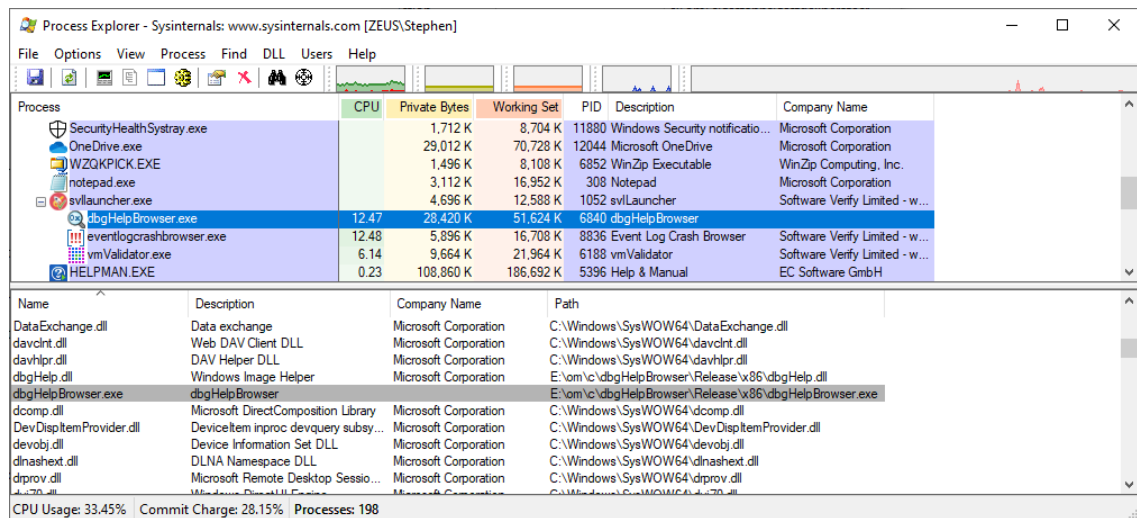 Process Explorer - Sysinternals: www.sysinternals.com [ZEUS\Stephen]
File Options View Process Find DLL Users Help
Process CPU Private Bytes Working Set PID Description Company Name
SecurityHealthSystray.exe 1,712 K 8,704 K 11880 Windows Security notificatio... Microsoft Corporation
OneDrive.exe 29,012 K 70,728 K 12044 Microsoft OneDrive Microsoft Corporation
WZQKPICK.EXE 1,496 K 8,108 K 6852 WinZip Executable WinZip Computing, Inc.
notepad.exe 3,112 K 16,952 K 308 Notepad Microsoft Corporation
svllauncher.exe 4,696 K 12,588 K 1052 svlLauncher Software Verify Limited - w...
dbgHelpBrowser.exe 12.47 28,420 K 51,624 K 6840 dbgHelpBrowser
eventlogcrashbrowser.exe 12.48 5,896 K 16,708 K 8836 Event Log Crash Browser Software Verify Limited - w...
vmValidator.exe 6.14 9,664 K 21,964 K 6188 vmValidator Software Verify Limited - w...
HELPMAN.EXE 0.23 108,860 K 186,692 K 5396 Help & Manual EC Software GmbH
Name Description Company Name Path
DataExchange.dll Data exchange Microsoft Corporation C:\Windows\SysWOW64\DataExchange.dll
davclnt.dll Web DAV Client DLL Microsoft Corporation C:\Windows\SysWOW64\davclnt.dll
davhlpr.dll DAV Helper DLL Microsoft Corporation C:\Windows\SysWOW64\davhlpr.dll
dbgHelp.dll Windows Image Helper Microsoft Corporation E:\om\c\dbgHelpBrowser\Release\x86\dbgHelp.dll
dbgHelpBrowser.exe dbgHelpBrowser E:\om\c\dbgHelpBrowser\Release\x86\dbgHelpBrowser.exe
dcomp.dll Microsoft DirectComposition Library Microsoft Corporation C:\Windows\SysWOW64\dcomp.dll
DevDispItemProvider.dll DeviceItem inproc devquery subsy... Microsoft Corporation C:\Windows\SysWOW64\DevDispItemProvider.dll
devobj.dll Device Information Set DLL Microsoft Corporation C:\Windows\SysWOW64\devobj.dll
dlnashext.dll DLNA Namespace DLL Microsoft Corporation C:\Windows\SysWOW64\dlnashext.dll
drprov.dll Microsoft Remote Desktop Sessio... Microsoft Corporation C:\Windows\SysWOW64\drprov.dll
CPU Usage: 33.45% Commit Charge: 28.15% Processes: 198